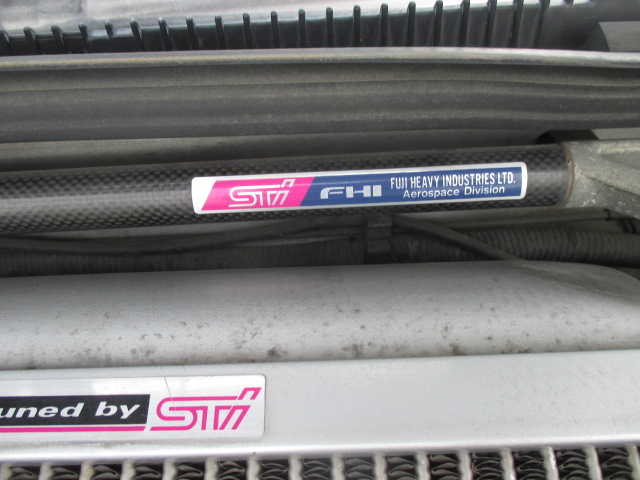 STi FHI FUJI HEAVY INDUSTRIES LTD.
Aerospace Division
uned by STi